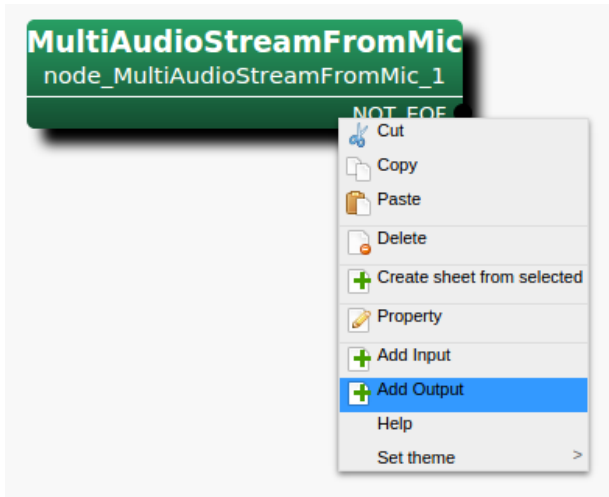 MultiAudioStreamFromMic
node_MultiAudioStreamFromMic_1
NOT_EOF
Cut
Copy
Paste
Delete
Create sheet from selected
Property
Add Input
Add Output
Help
Set theme >